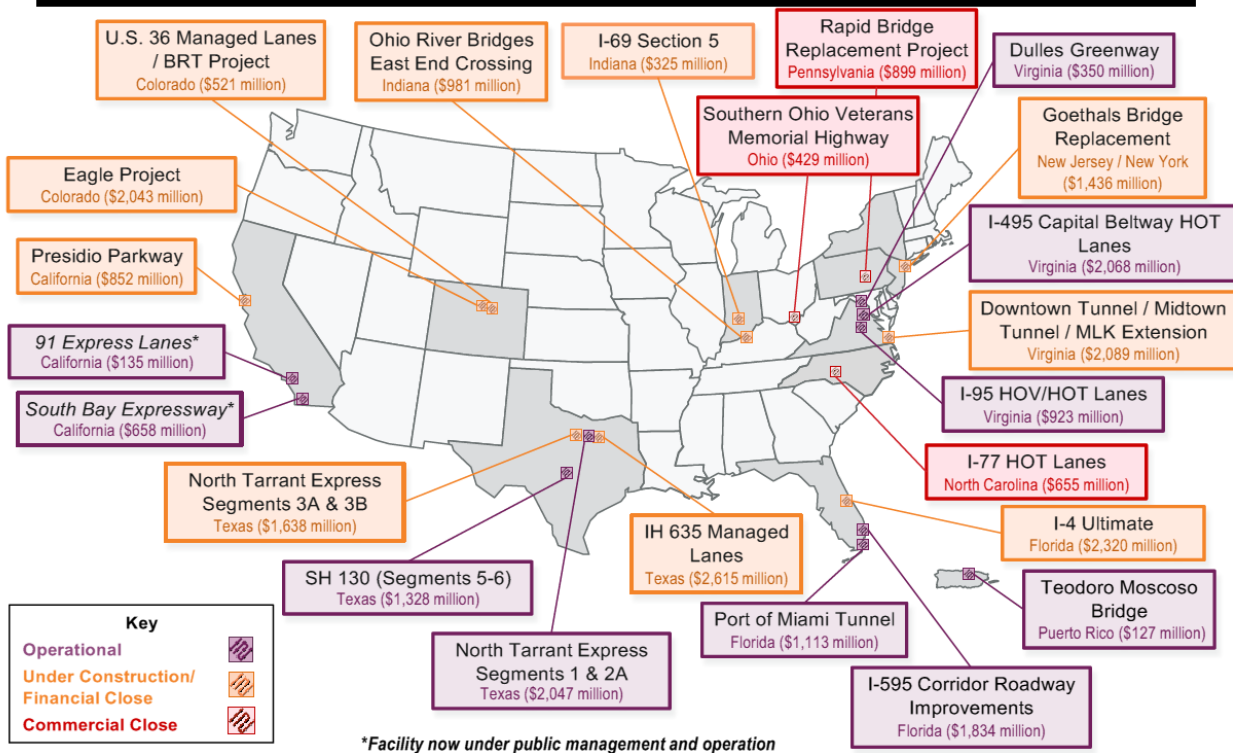 U.S. 36 Managed Lanes
/ BRT Project
Colorado ($521 million)
Ohio River Bridges
East End Crossing
Indiana ($981 million)
I-69 Section 5
Indiana ($325 million)
Rapid Bridge
Replacement Project
Pennsylvania ($899 million)
Dulles Greenway
Virginia ($350 million)
Southern Ohio Veterans
Memorial Highway
Ohio ($429 million)
Goethals Bridge
Replacement
New Jersey / New York
($1,436 million)
Eagle Project
Colorado ($2,043 million)
I-495 Capital Beltway HOT
Lanes
Virginia ($2,068 million)
Presidio Parkway
California ($852 million)
Downtown Tunnel / Midtown
Tunnel / MLK Extension
Virginia ($2,089 million)
91 Express Lanes*
California ($135 million)
South Bay Expressway*
California ($658 million)
I-95 HOV/HOT Lanes
Virginia ($923 million)
I-77 HOT Lanes
North Carolina ($655 million)
North Tarrant Express
Segments 3A & 3B
Texas ($1,638 million)
IH 635 Managed
Lanes
Texas ($2,615 million)
I-4 Ultimate
Florida ($2,320 million)
SH 130 (Segments 5-6)
Texas ($1,328 million)
Port of Miami Tunnel
Florida ($1,113 million)
Teodoro Moscoso
Bridge
Puerto Rico ($127 million)
North Tarrant Express
Segments 1 & 2A
Texas ($2,047 million)
I-595 Corridor Roadway
Improvements
Florida ($1,834 million)
Key
Operational
Under Construction/
Financial Close
Commercial Close
*Facility now under public management and operation